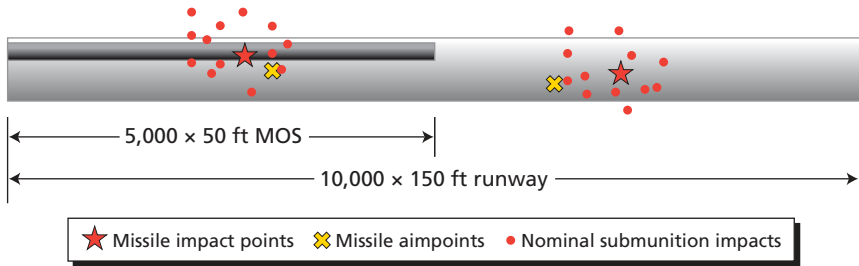 5,000 × 50 ft MOS
10,000 × 150 ft runway
Missile impact points Missile aimpoints Nominal submunition impacts